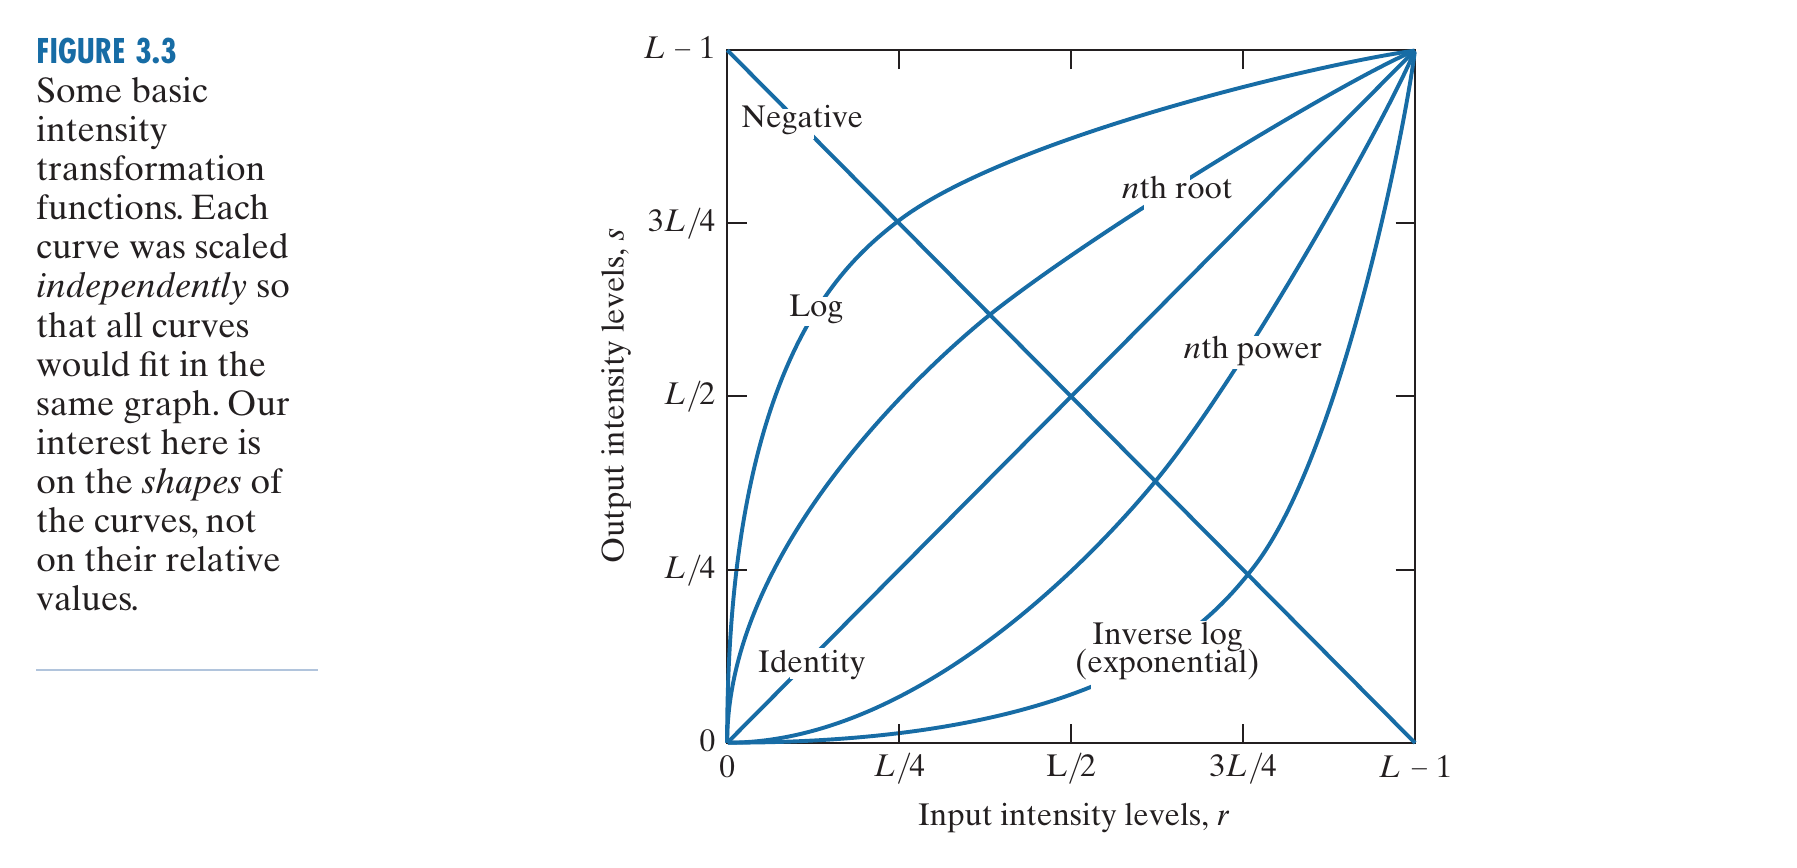 FIGURE 3.3
Some basic
intensity
transformation
functions. Each
curve was scaled
independently so
that all curves
would fit in the
same graph. Our
interest here is
on the shapes of
the curves, not
on their relative
values.
L – 1
3L/4
L/2
L/4
0
Output intensity levels, s
Negative
nth root
Log
nth power
Identity
Inverse log
(exponential)
0
L/4
L/2
3L/4
L – 1
Input intensity levels, r